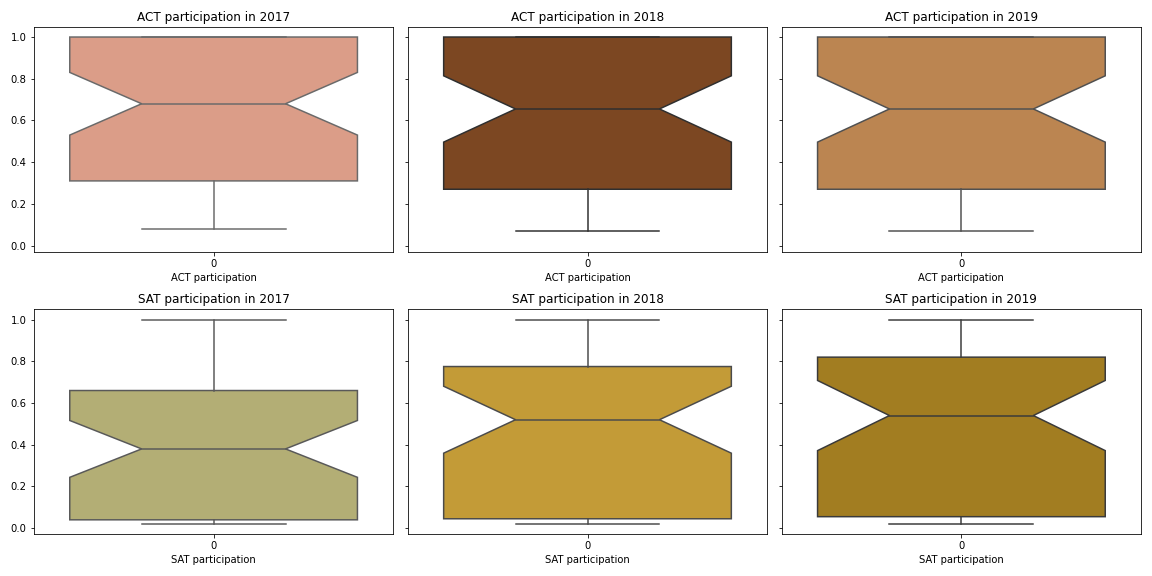 ACT participation in 2017
ACT participation in 2018
ACT participation in 2019
1.0
0.8
0.6
0.4
0.2
0.0
0
0
0
ACT participation
ACT participation
ACT participation
SAT participation in 2017
SAT participation in 2018
SAT participation in 2019
1.0
0.8
0.6
0.4
0.2
0.0
0
0
0
SAT participation
SAT participation
SAT participation